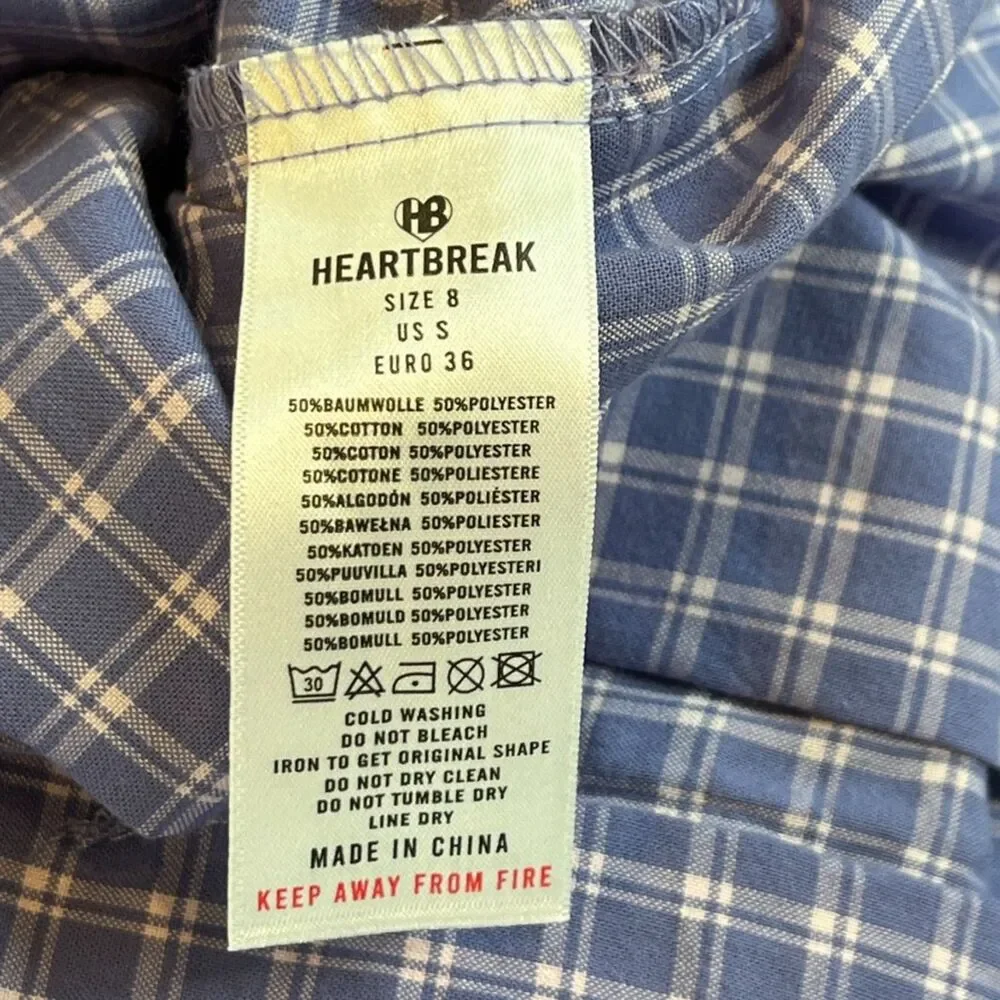 HB
HEARTBREAK
SIZE 8
US S
EURO 36
50%BAUMWOLLE 50%POLYESTER
50%COTTON 50%POLYESTER
50%COTON 50%POLYESTER
50%COTONE 50%POLIESTERE
50%ALGODÓN 50%POLIÉSTER
50%BAWEŁNA 50%POLIESTER
50%KATOEN 50%POLYESTER
50%PUUVILLA 50%POLYESTERI
50%BOMULL 50%POLYESTER
50%BOMULD 50%POLYESTER
50%BOMULL 50%POLYESTER
30
COLD WASHING
DO NOT BLEACH
IRON TO GET ORIGINAL SHAPE
DO NOT DRY CLEAN
DO NOT TUMBLE DRY
LINE DRY
MADE IN CHINA
KEEP AWAY FROM FIRE